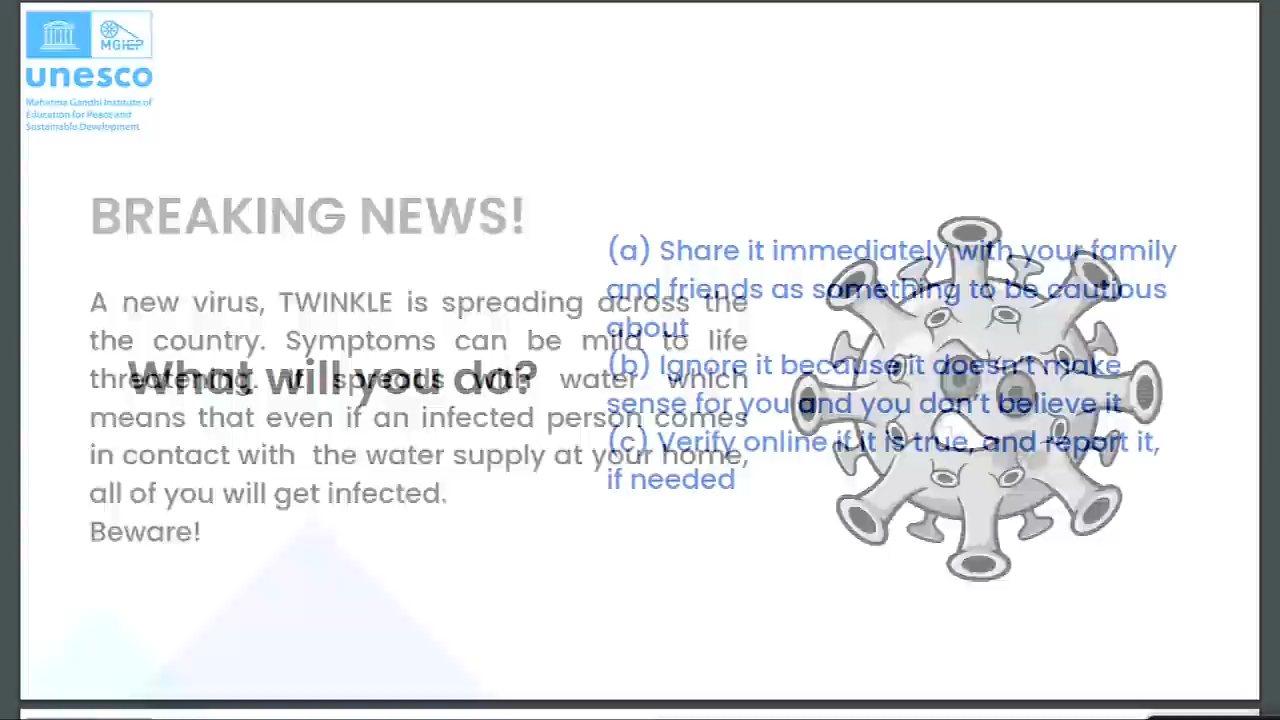 MGIEP
unesco
Mahatma Gandhi Institute of
Education for Peace and
Sustainable Development
BREAKING NEWS!
A new virus, TWINKLE is spreading across the
the country. Symptoms can be mild to life
threatening. It spreads with water which
means that even if an infected person comes
in contact with the water supply at your home,
all of you will get infected.
Beware!
What will you do?
(a) Share it immediately with your family
and friends as something to be cautious
about
(b) Ignore it because it doesn't make
sense for you and you don't believe it
(c) Verify online if it is true, and report it,
if needed